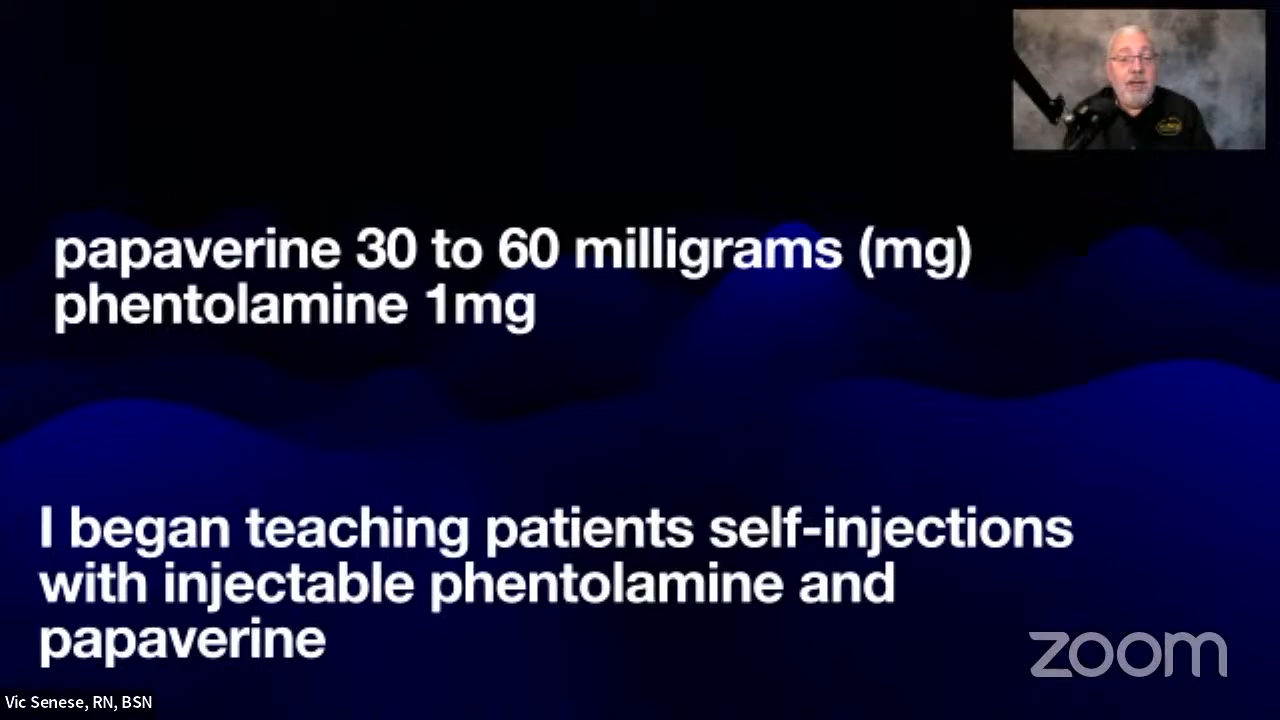 papaverine 30 to 60 milligrams (mg)
phentolamine 1mg
I began teaching patients self-injections
with injectable phentolamine and
papaverine
zoom
Vic Senese, RN, BSN